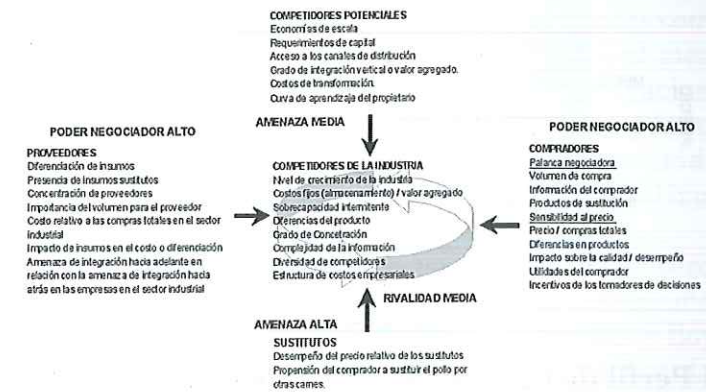 COMPETIDORES POTENCIALES
Economías de escala
Requerimientos de capital
Acceso a los canales de distribución
Grado de integración vertical o valor agregado.
Costos de transformación.
Curva de aprendizaje del propietario
AMENAZA MEDIA
PODER NEGOCIADOR ALTO
PROVEEDORES
Diferenciación de insumos
Presencia de insumos sustitutos
Concentración de proveedores
Importancia del volumen para el proveedor
Costo relativo a las compras totales en el sector
industrial
Impacto de insumos en el costo o diferenciación
Amenaza de integración hacia adelante en
relación con la amenaza de integración hacia
atrás en las empresas en el sector industrial
COMPETIDORES DE LA INDUSTRIA
Nivel de crecimiento de la industria
Costos fijos (almacenamiento) / valor agregado
Sobrecapacidad intermitente
Diferencias del producto
Grado de Concetración
Complejidad de la información
Diversidad de competidores
Estructura de costos empresariales
RIVALIDAD MEDIA
PODER NEGOCIADOR ALTO
COMPRADORES
Palanca negociadora
Volumen de compra
Información del comprador
Productos de sustitución
Sensibilidad al precio
Precio / compras totales
Diferencias en productos
Impacto sobre la calidad / desempeño
Utilidades del comprador
Incentivos de los tomadores de decisiones
AMENAZA ALTA
SUSTITUTOS
Desempeño del precio relativo de los sustitutos
Propensión del comprador a sustituir el pollo por
otras carnes.